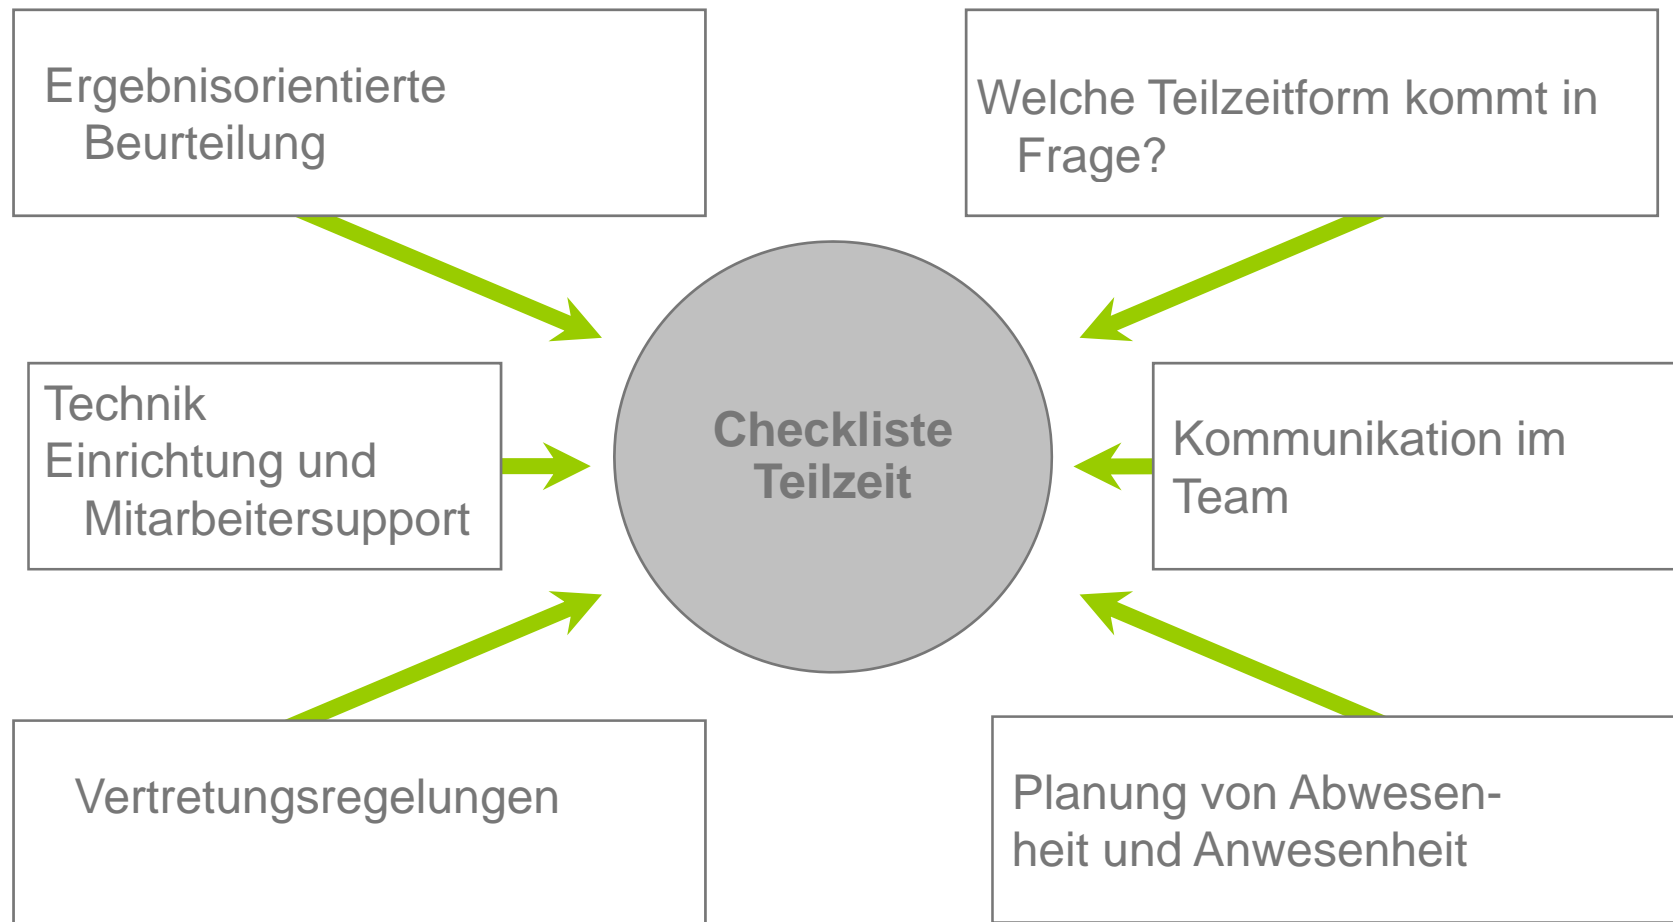 Ergebnisorientierte
Beurteilung
Welche Teilzeitform kommt in
Frage?
Technik
Einrichtung und
Mitarbeitersupport
Checkliste
Teilzeit
Kommunikation im
Team
Vertretungsregelungen
Planung von Abwesen-
heit und Anwesenheit